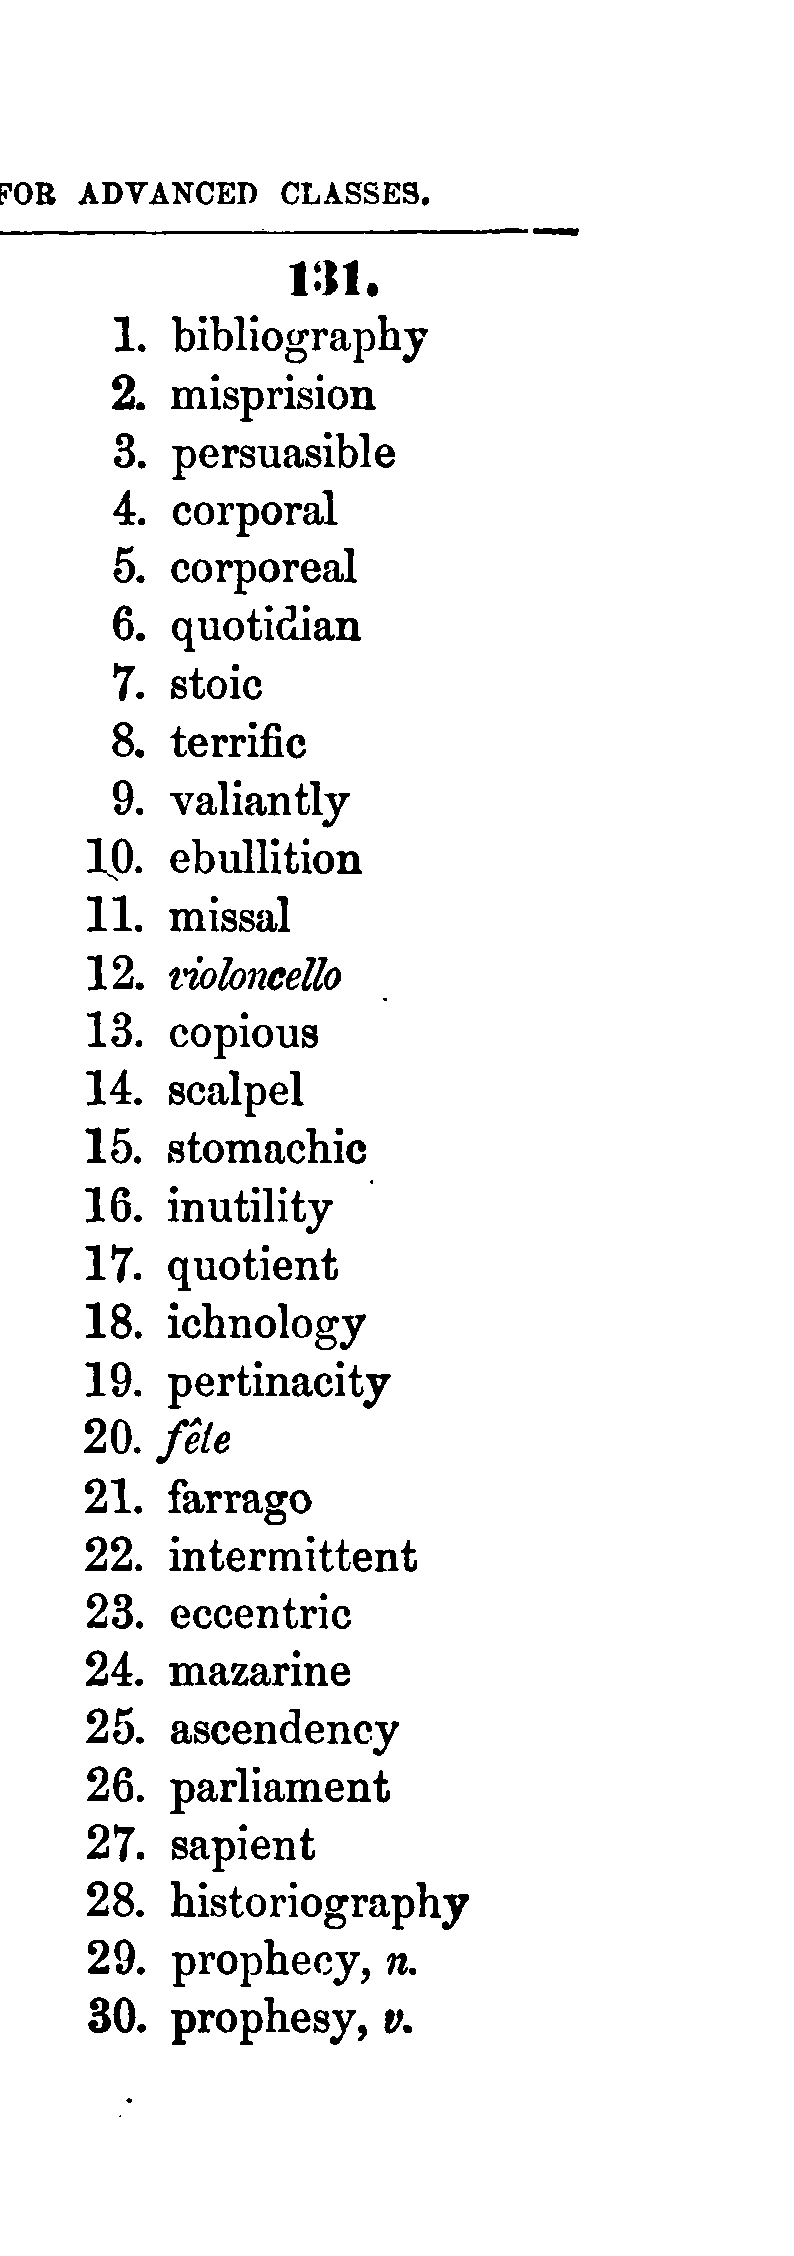 FOR ADVANCED CLASSES.
131.
1. bibliography
2. misprision
3. persuasible
4. corporal
5. corporeal
6. quotidian
7. stoic
8. terrific
9. valiantly
10. ebullition
11. missal
12. violoncello
13. copious
14. scalpel
15. stomachic
16. inutility
17. quotient
18. ichnology
19. pertinacity
20. fête
21. farrago
22. intermittent
23. eccentric
24. mazarine
25. ascendency
26. parliament
27. sapient
28. historiography
29. prophecy, n.
30. prophesy, v.